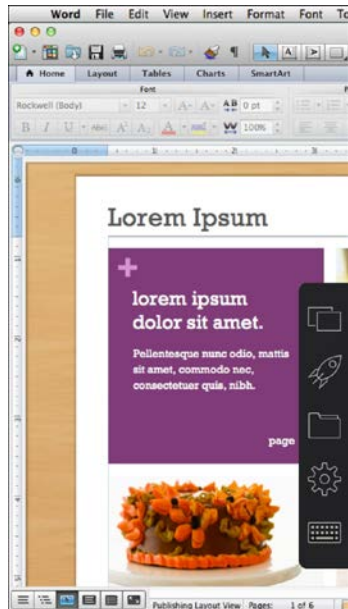 Word File Edit View Insert Format Font
Home Layout Tables Charts SmartArt
Font
Rockwell (Body) 12 A A AB 0 pt
B I U ABC A A A W 100%
Lorem Ipsum
lorem ipsum
dolor sit amet.
Pellentesque nunc odio, mattis
sit amet, commodo nec,
consectetuer quis, nibh.
page
Publishing Layout View Pages: 1 of 6